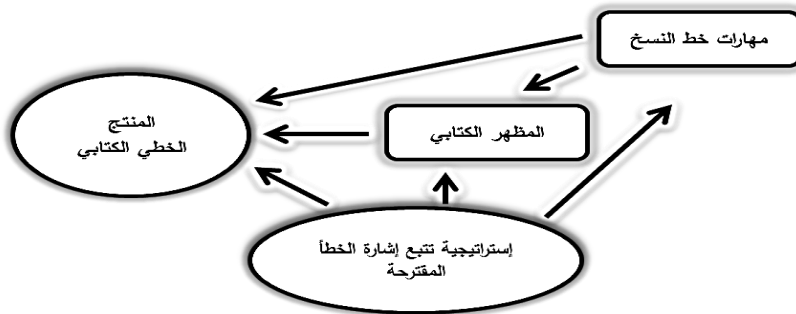 مهارات خط النسخ
المنتج
الخطي الكتابي
المظهر الكتابي
إستراتيجية تتبع إشارة الخطأ
المقترحة